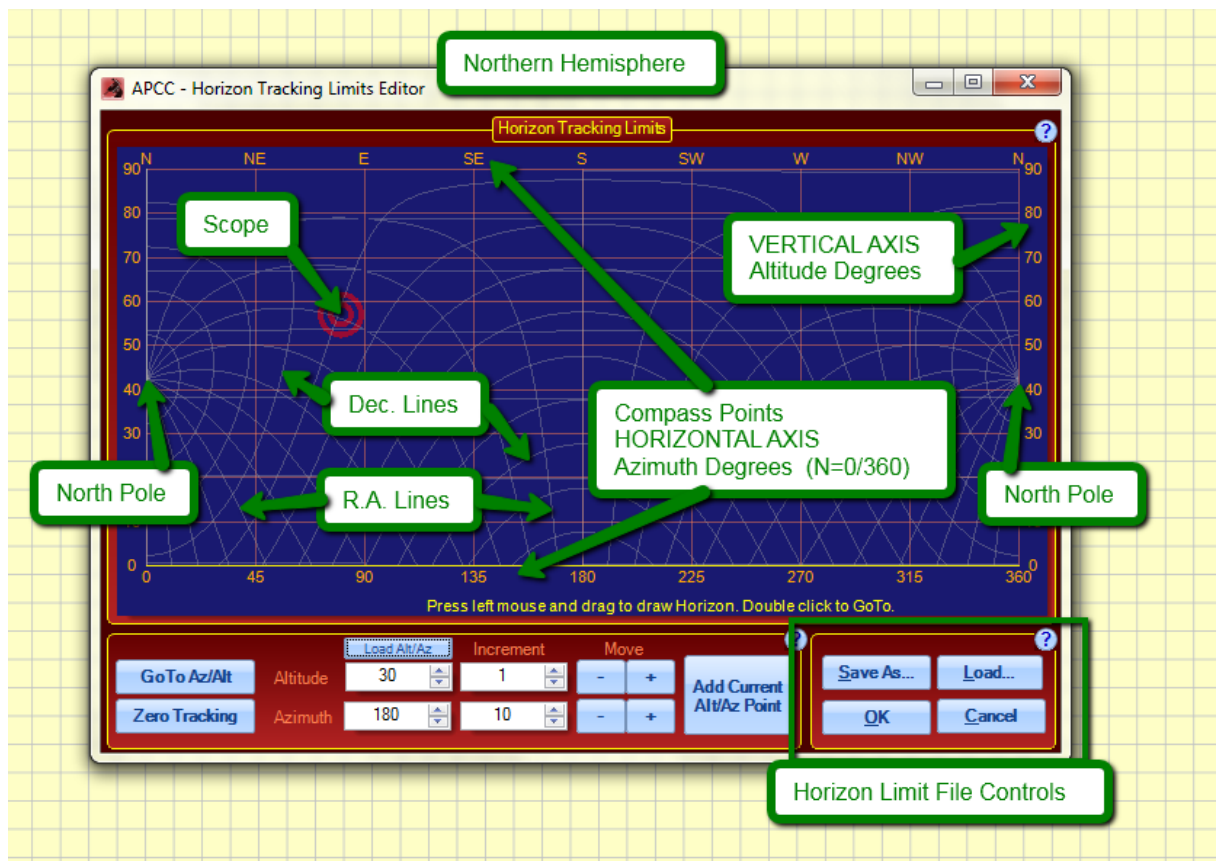 Northern Hemisphere
APCC - Horizon Tracking Limits Editor
Horizon Tracking Limits
?
N NE E SE S SW W NW N
90 90
80 80
Scope
VERTICAL AXIS
Altitude Degrees
70 70
60 60
50 50
40 40
Dec. Lines
Compass Points
HORIZONTAL AXIS
Azimuth Degrees (N=0/360)
30 30
North Pole
R.A. Lines
North Pole
0 0
0 45 90 135 180 225 270 315 360
Press left mouse and drag to draw Horizon. Double click to GoTo.
Load Alt/Az Increment Move ? ?
GoTo Az/Alt Altitude 30 1 - +
Zero Tracking Azimuth 180 10 - +
Add Current
Alt/Az Point
Save As... Load...
OK Cancel
Horizon Limit File Controls